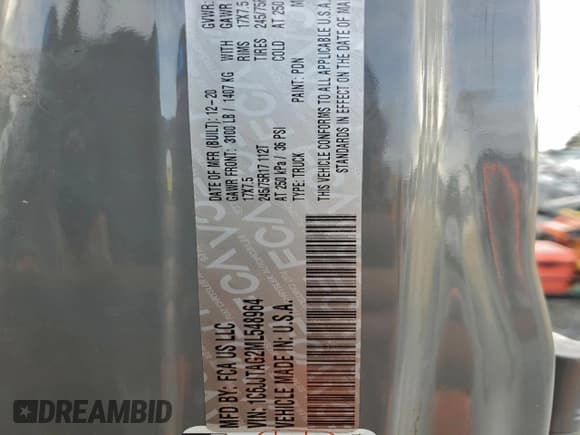 MFD BY: FCA US LLC
DATE OF MFR (BUILT): 12-20
GVWR:
GAWR FRONT: 3100 LB / 1407 KG WITH
GAWR
17X7.5 RIMS
17X7.5
245/75R17 112T TIRES
245/75
AT 250 kPa / 36 PSI COLD
AT 250
VIN: 1C6JJTAG2ML548964
TYPE: TRUCK
PAINT: PDN
VEHICLE MADE IN: U.S.A.
THIS VEHICLE CONFORMS TO ALL APPLICABLE U.S.A.
STANDARDS IN EFFECT ON THE DATE OF MA
DREAMBID